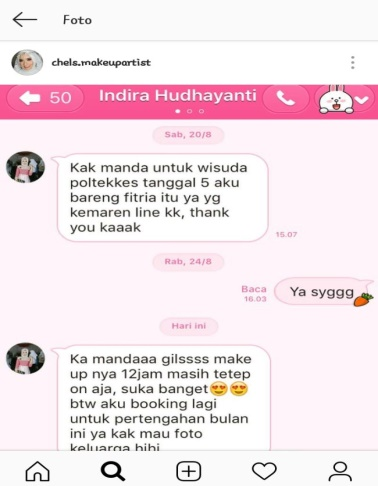 Foto
chels.makeupartist
50 Indira Hudhayanti
Sab, 20/8
Kak manda untuk wisuda
poltekkes tanggal 5 aku
bareng fitria itu ya yg
kemaren line kk, thank
you kaaak
15.07
Rab, 24/8
Baca
16.03
Ya syggg
Hari ini
Ka mandaaa gilssss make
up nya 12jam masih tetep
on aja, suka banget😍😍
btw aku booking lagi
untuk pertengahan bulan
ini ya kak mau foto
keluarga hihi